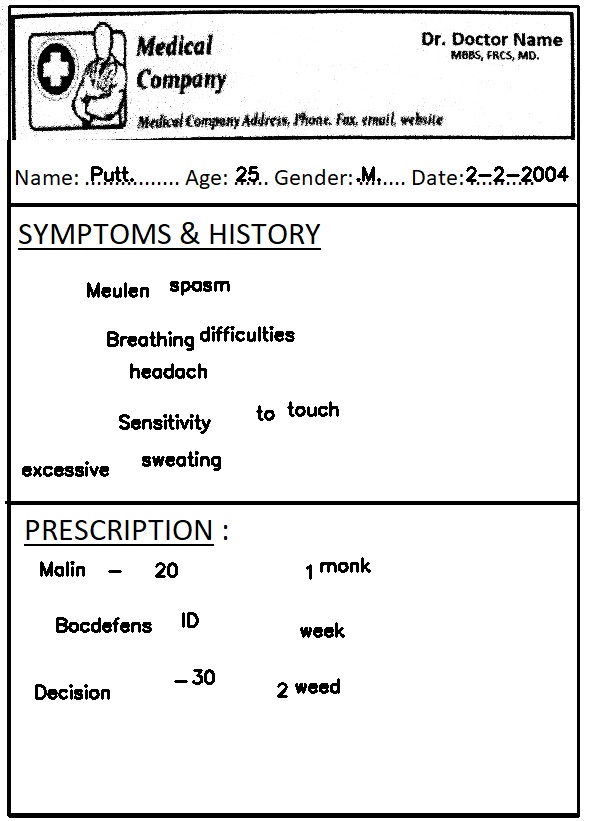 Medical
Company
Dr. Doctor Name
MBBS, FRCS, MD.
Medical Company Address, Phone. Fax, email, website
Name: .Putt............... Age: 25.. Gender:.M....... Date:2-2-2004
SYMPTOMS & HISTORY
Meulen spasm
Breathing difficulties
headach
Sensitivity to touch
excessive sweating
PRESCRIPTION :
Malin - 20 1 monk
Bocdefens ID week
Decision -30 2 weed